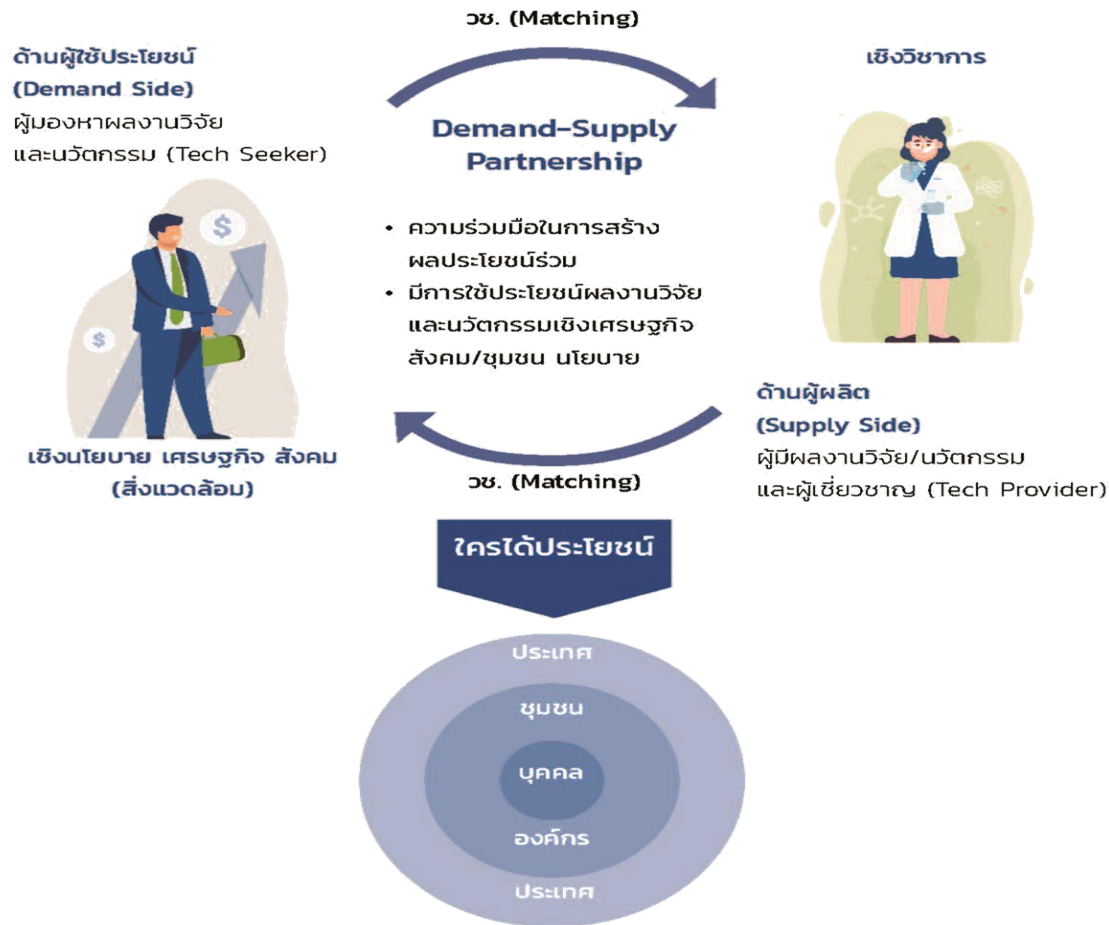 วช. (Matching)
ด้านผู้ใช้ประโยชน์
(Demand Side)
ผู้มองหาผลงานวิจัย
และนวัตกรรม (Tech Seeker)
เชิงวิชาการ
Demand-Supply
Partnership
• ความร่วมมือในการสร้าง
ผลประโยชน์ร่วม
• มีการใช้ประโยชน์ผลงานวิจัย
และนวัตกรรมเชิงเศรษฐกิจ
สังคม/ชุมชน นโยบาย
$
$
เชิงนโยบาย เศรษฐกิจ สังคม
(สิ่งแวดล้อม)
ด้านผู้ผลิต
(Supply Side)
ผู้มีผลงานวิจัย/นวัตกรรม
และผู้เชี่ยวชาญ (Tech Provider)
วช. (Matching)
ใครได้ประโยชน์
ประเทศ
ชุมชน
บุคคล
องค์กร
ประเทศ